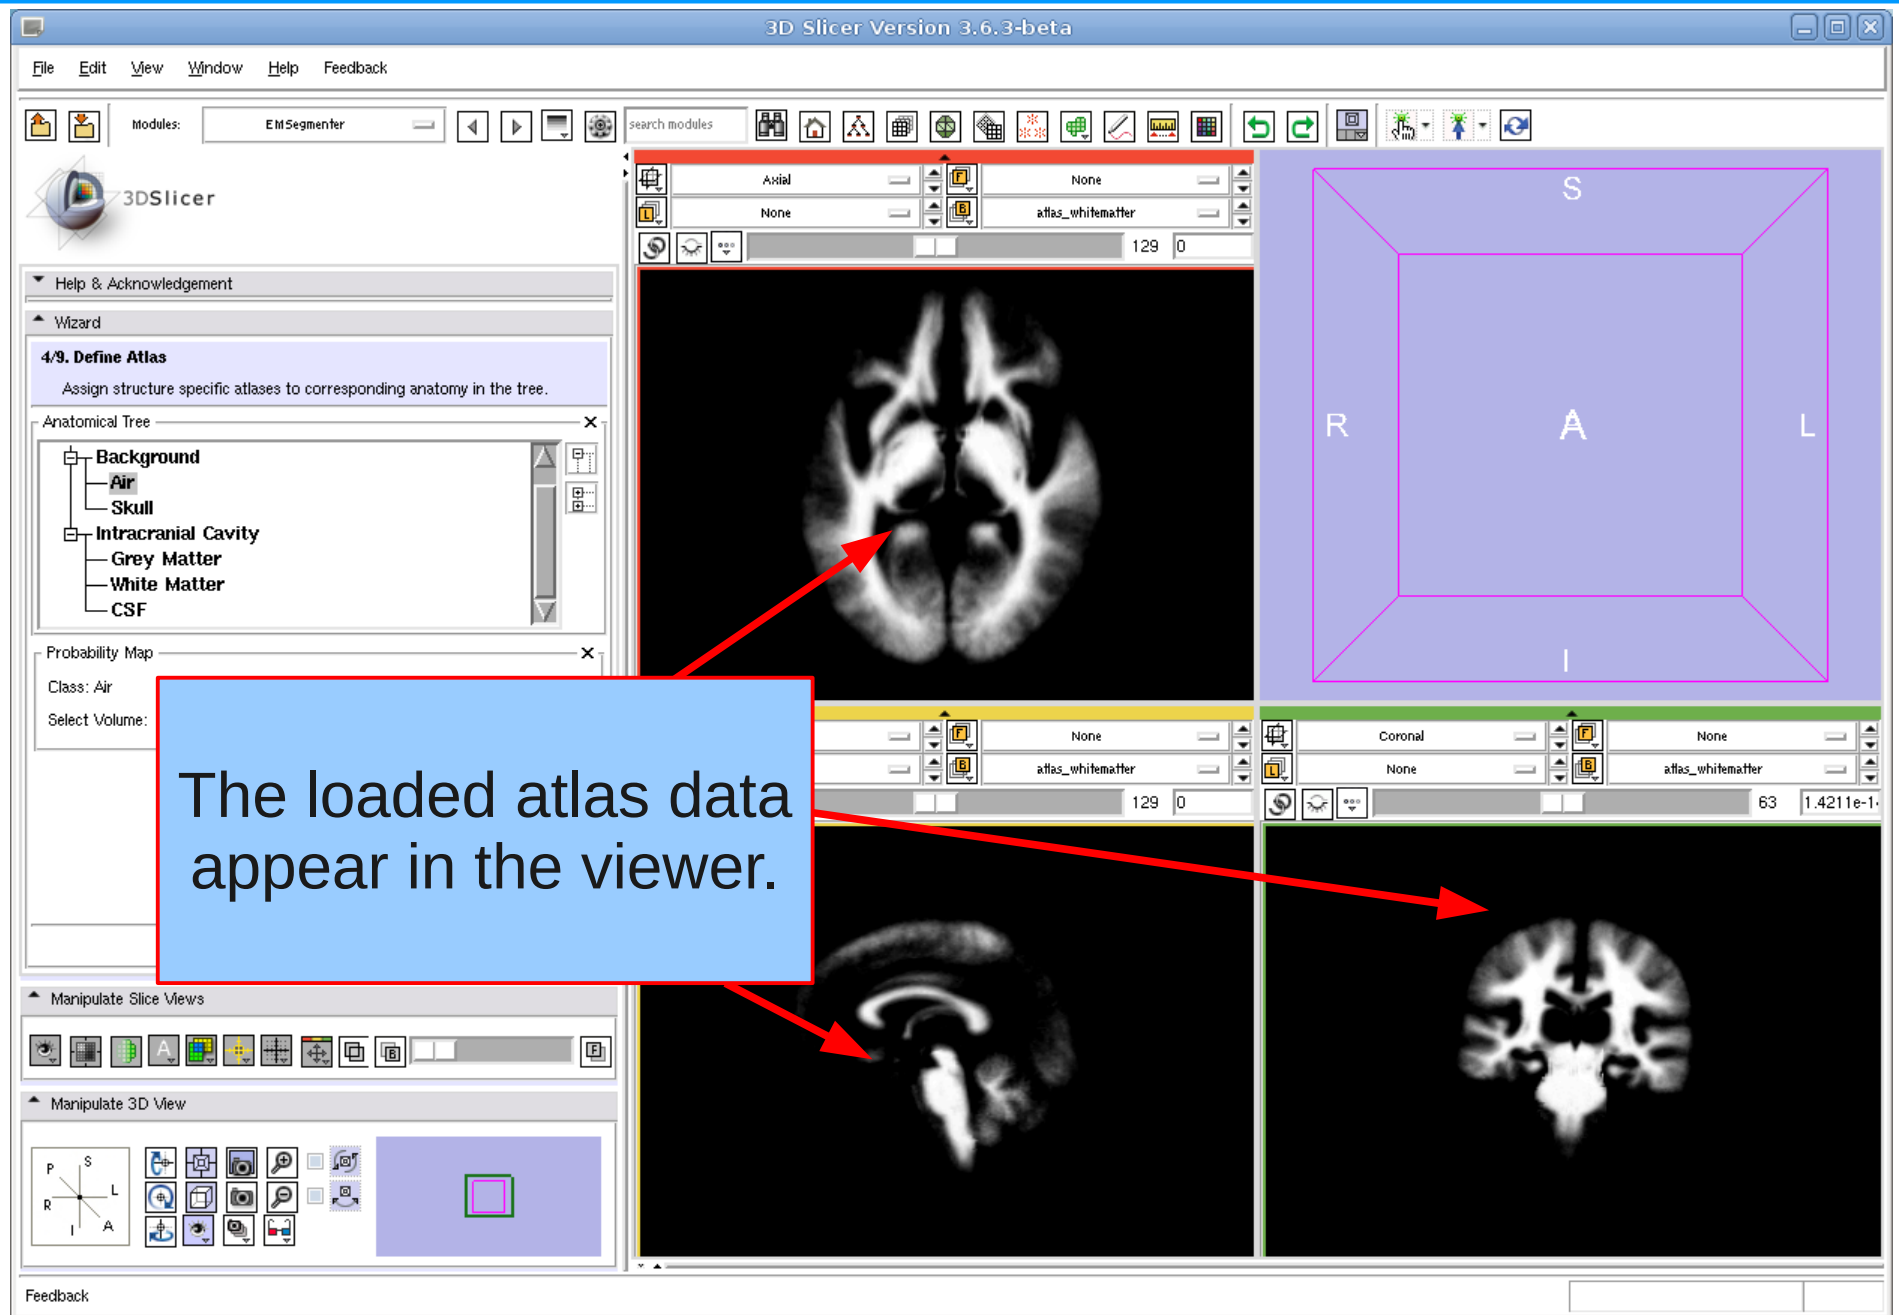 3D Slicer Version 3.6.3-beta
File Edit View Window Help Feedback
Modules: EMSegmenter search modules
3DSlicer
Help & Acknowledgement
Wizard
4/9. Define Atlas
Assign structure specific atlases to corresponding anatomy in the tree.
Anatomical Tree
Background
Air
Skull
Intracranial Cavity
Grey Matter
White Matter
CSF
Probability Map
Class: Air
Select Volume:
The loaded atlas data
appear in the viewer.
Manipulate Slice Views
A
B
F
Manipulate 3D View
P S
L
R
I A
Axial F None
L None B atlas_whitematter
129 0
S
R A L
I
F None
B atlas_whitematter
129 0
Coronal F None
L None B atlas_whitematter
63 1.4211e-1
Feedback